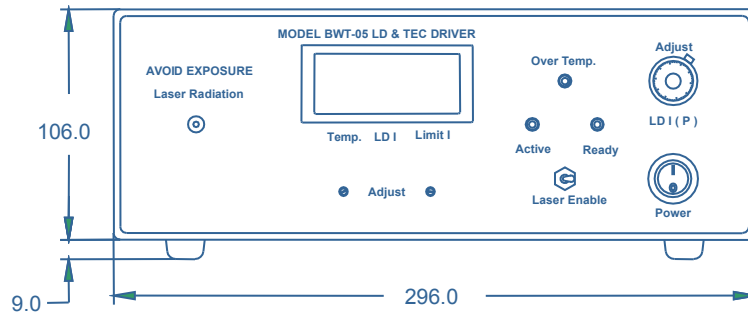 MODEL BWT-05 LD & TEC DRIVER
AVOID EXPOSURE
Laser Radiation
Over Temp.
Adjust
106.0
Temp. LD I Limit I
LD I ( P )
Active Ready
Adjust
Laser Enable
Power
9.0
296.0